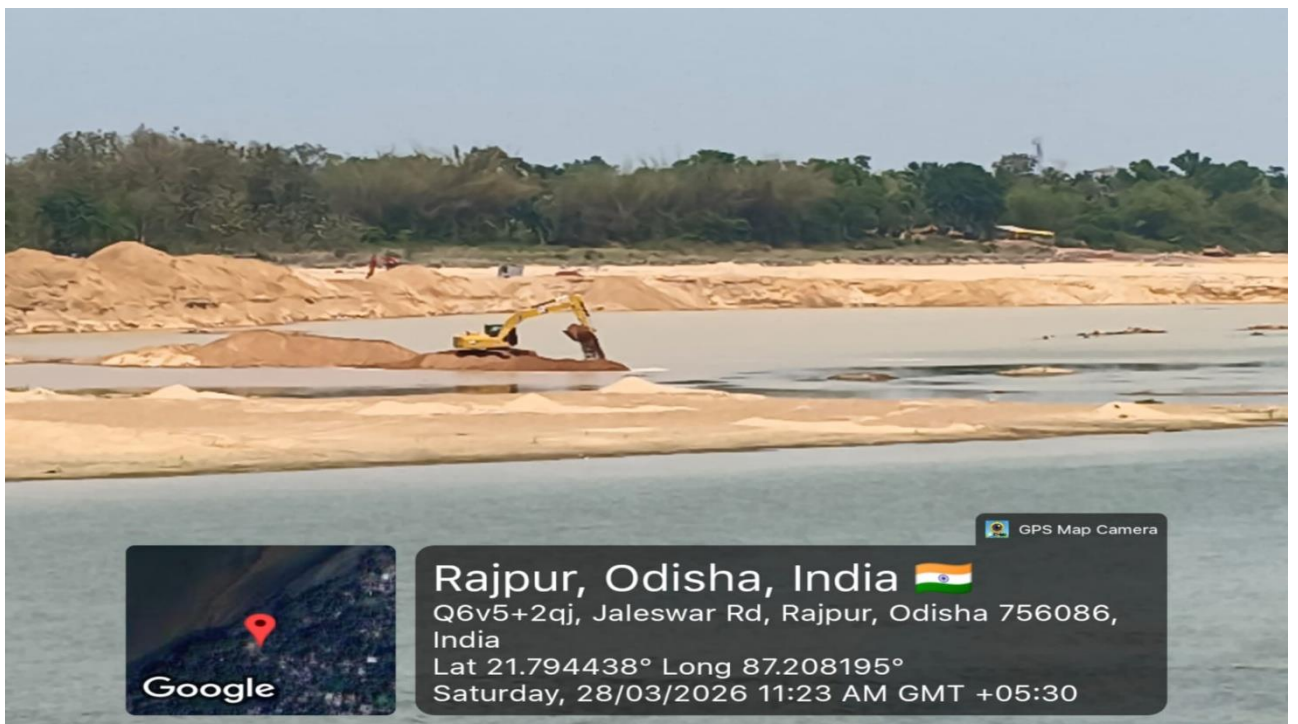 GPS Map Camera
Rajpur, Odisha, India 🇮🇳
Q6v5+2qj, Jaleswar Rd, Rajpur, Odisha 756086,
India
Lat 21.794438° Long 87.208195°
Saturday, 28/03/2026 11:23 AM GMT +05:30
Google